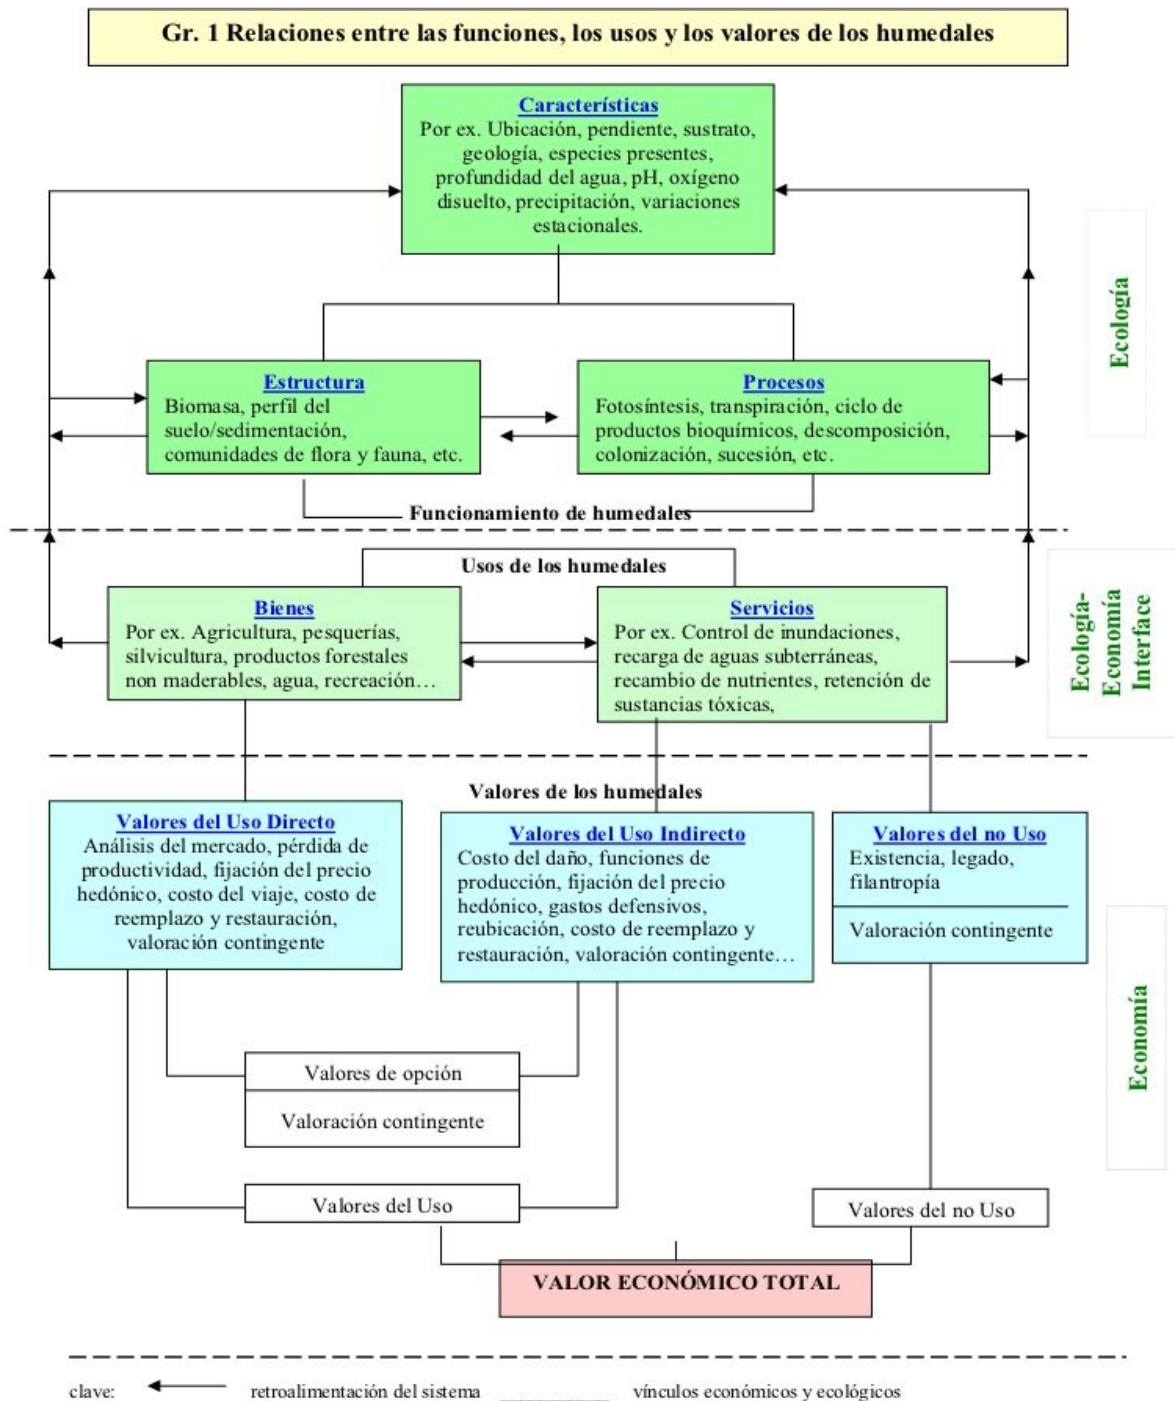 Gr. 1 Relaciones entre las funciones, los usos y los valores de los humedales
Características
Por ex. Ubicación, pendiente, sustrato,
geología, especies presentes,
profundidad del agua, pH, oxígeno
disuelto, precipitación, variaciones
estacionales.
Ecología
Estructura
Biomasa, perfil del
suelo/sedimentación,
comunidades de flora y fauna, etc.
Procesos
Fotosíntesis, transpiración, ciclo de
productos bioquímicos, descomposición,
colonización, sucesión, etc.
Funcionamiento de humedales
Usos de los humedales
Bienes
Por ex. Agricultura, pesquerías,
silvicultura, productos forestales
non maderables, agua, recreación…
Servicios
Por ex. Control de inundaciones,
recarga de aguas subterráneas,
recambio de nutrientes, retención de
sustancias tóxicas,
Ecología-
Economía
Interface
Valores de los humedales
Valores del Uso Directo
Análisis del mercado, pérdida de
productividad, fijación del precio
hedónico, costo del viaje, costo de
reemplazo y restauración,
valoración contingente
Valores del Uso Indirecto
Costo del daño, funciones de
producción, fijación del precio
hedónico, gastos defensivos,
reubicación, costo de reemplazo y
restauración, valoración contingente…
Valores del no Uso
Existencia, legado,
filantropía
Valoración contingente
Economía
Valores de opción
Valoración contingente
Valores del Uso
Valores del no Uso
VALOR ECONÓMICO TOTAL
clave:
retroalimentación del sistema
vínculos económicos y ecológicos